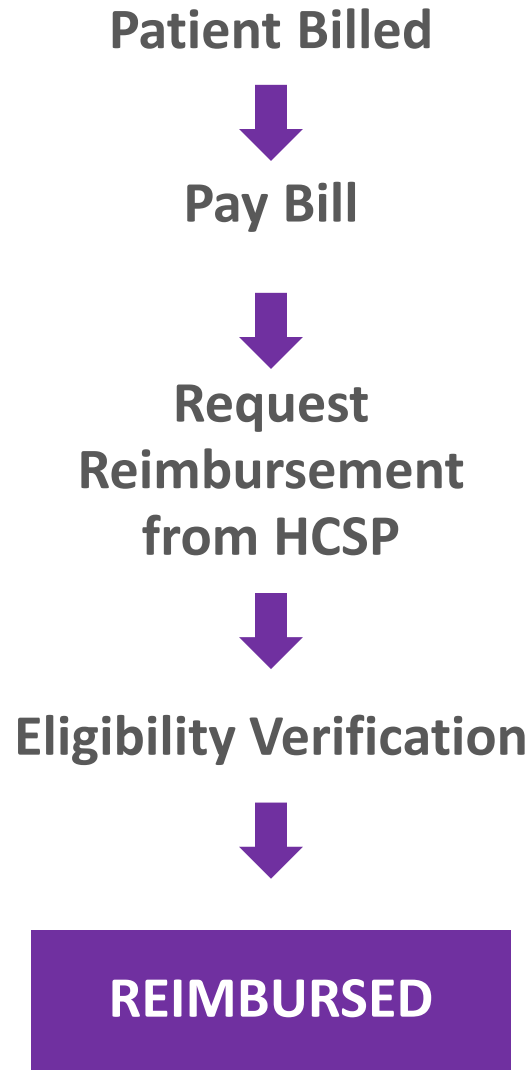 Patient Billed
Pay Bill
Request
Reimbursement
from HCSP
Eligibility Verification
REIMBURSED